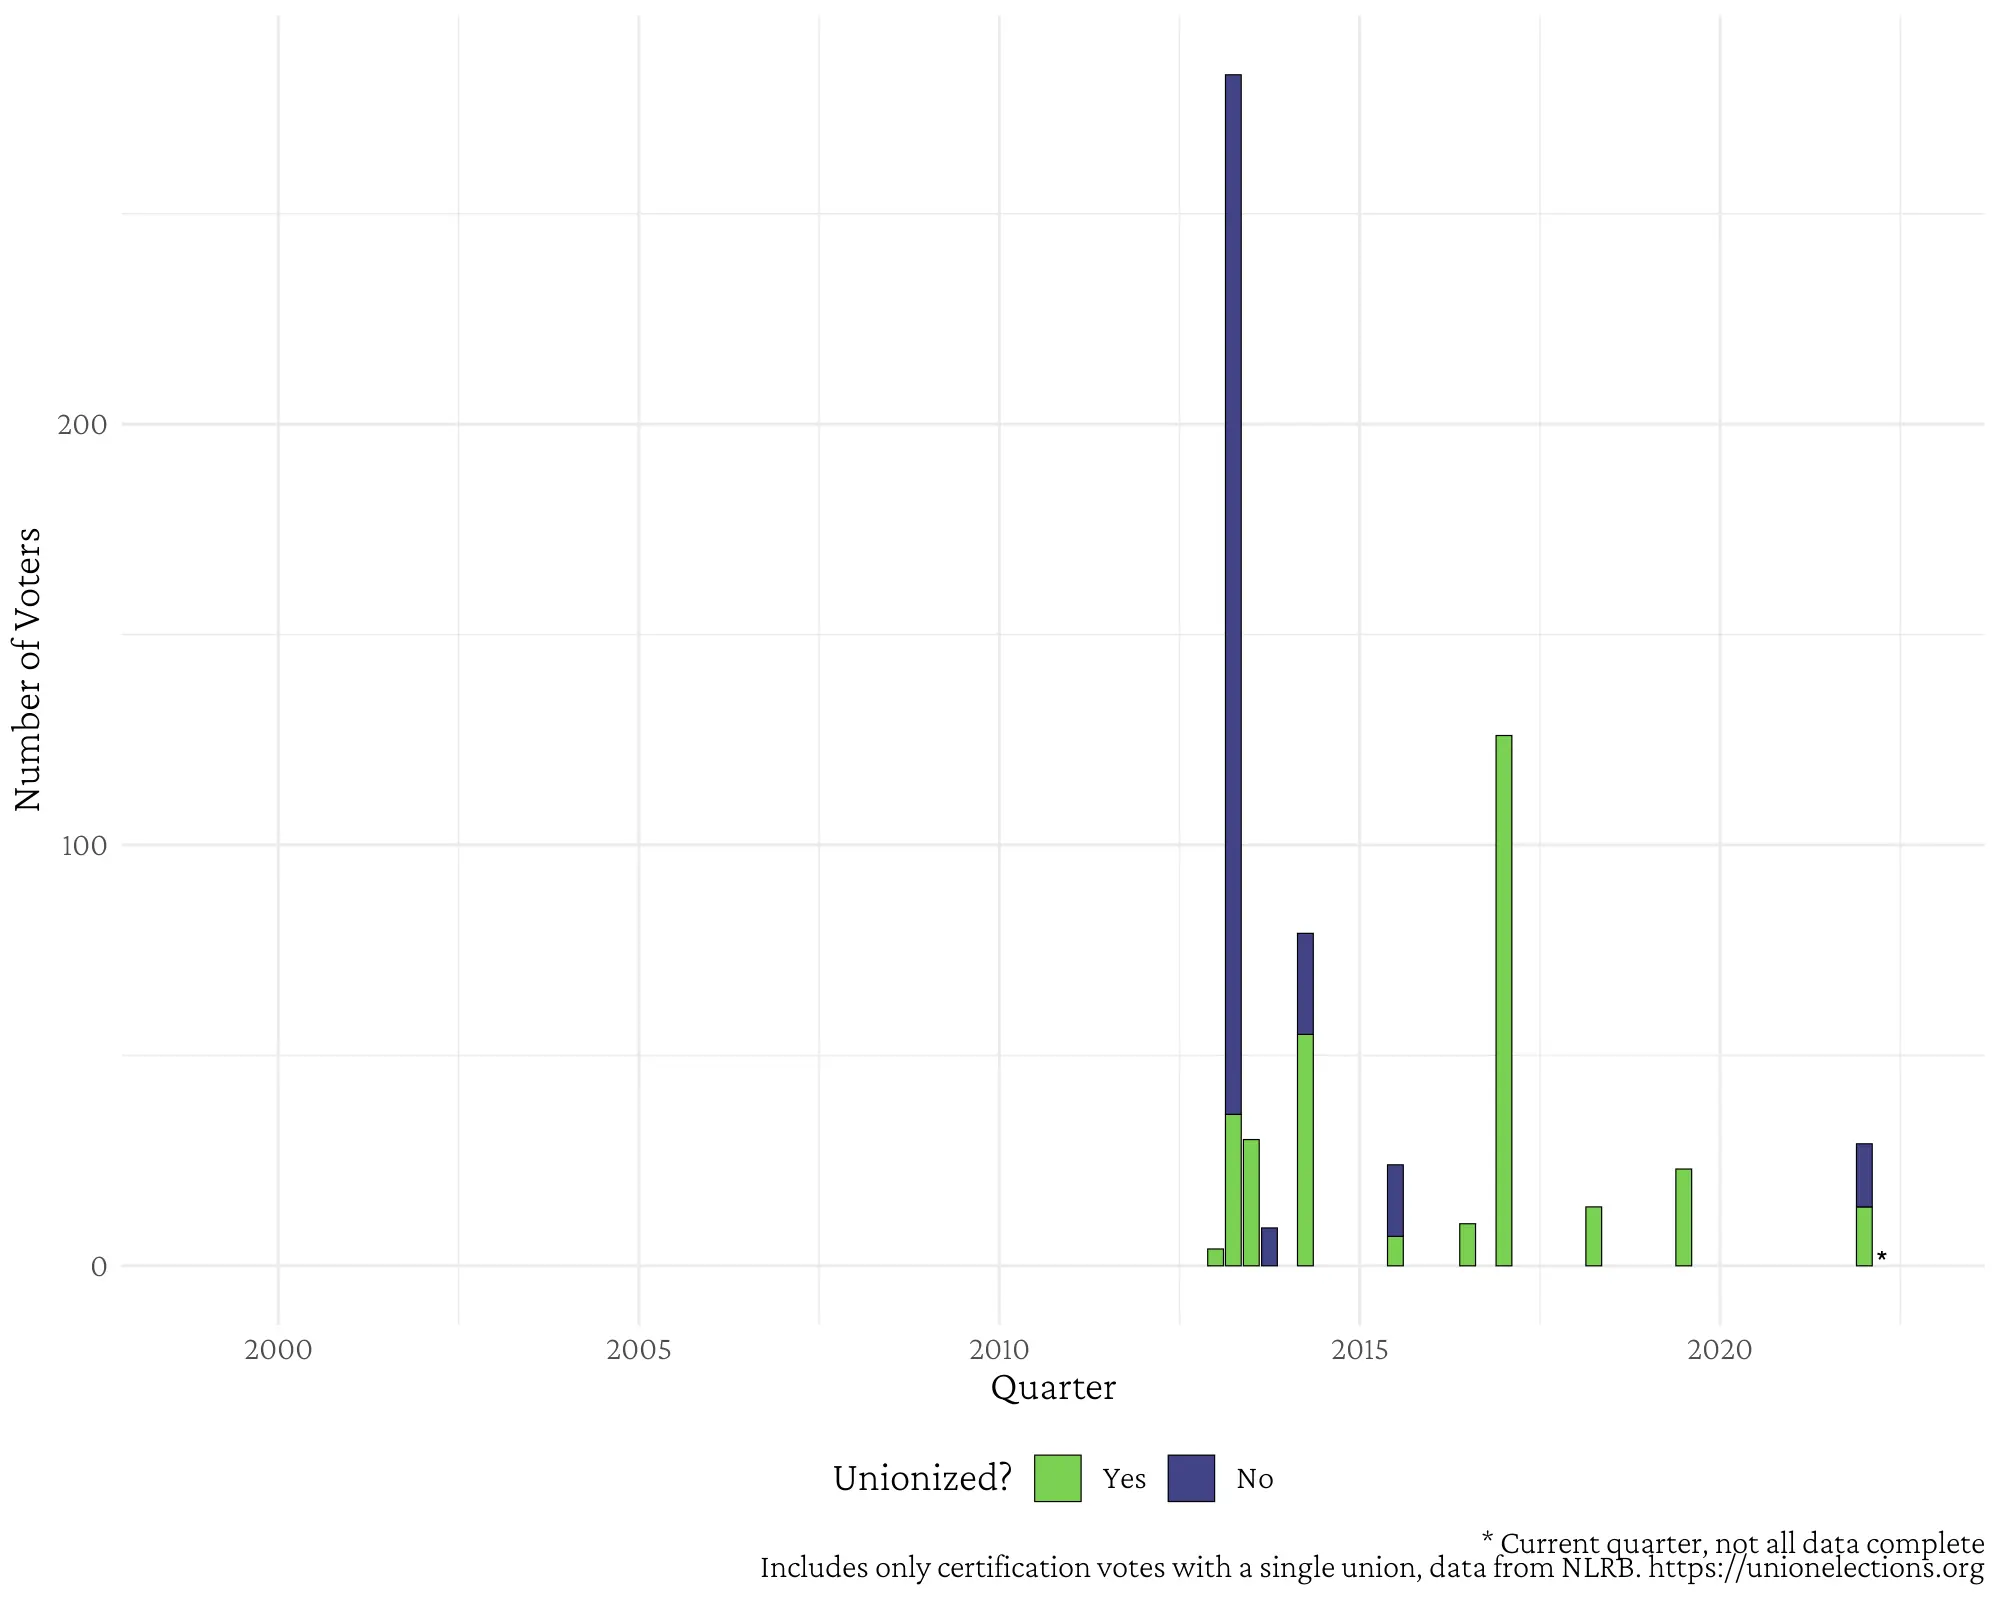 Number of Voters
200
100
0
*
2000 2005 2010 2015 2020
Quarter
Unionized? Yes No
* Current quarter, not all data complete
Includes only certification votes with a single union, data from NLRB. https://unionelections.org